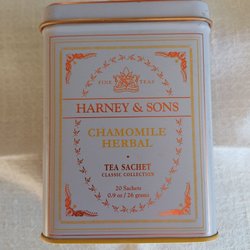 FINE TEAS
HARNEY & SONS
CHAMOMILE
HERBAL
TEA SACHET
CLASSIC COLLECTION
20 Sachets
0.9 oz / 26 grams